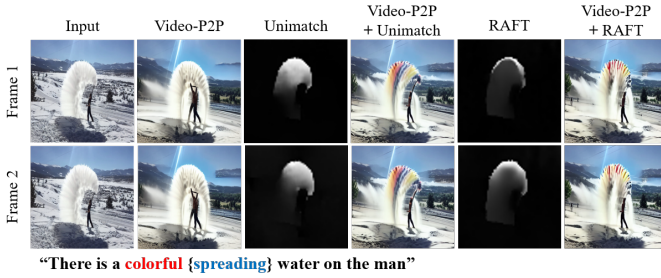 Input
Video-P2P
Unimatch
Video-P2P
+ Unimatch
RAFT
Video-P2P
+ RAFT
Frame 1
Frame 2
“There is a colorful {spreading} water on the man”